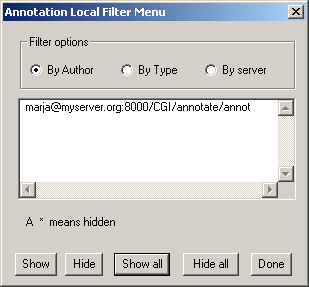 Annotation Local Filter Menu
Filter options
By Author By Type By server
marja@myserver.org:8000/CGI/annotate/annot
A * means hidden
Show Hide Show all Hide all Done